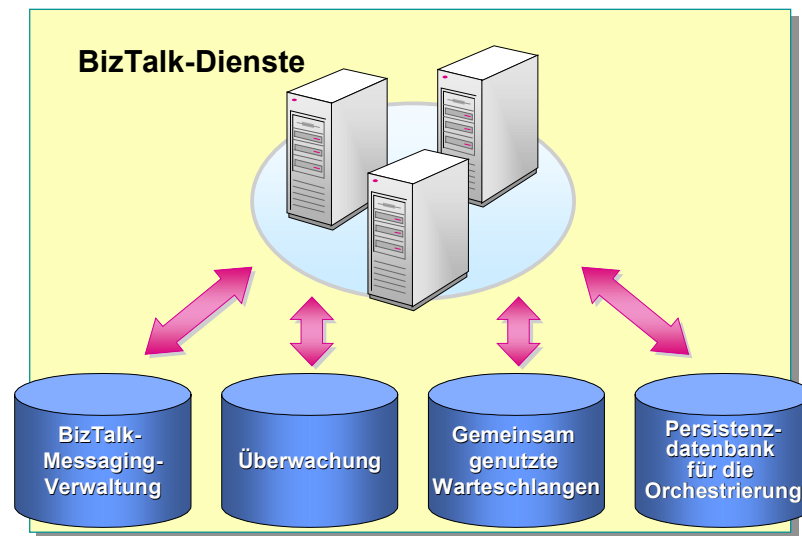 BizTalk-Dienste
BizTalk-
Messaging-
Verwaltung
Überwachung
Gemeinsam
genutzte
Warteschlangen
Persistenz-
datenbank
für die
Orchestrierung